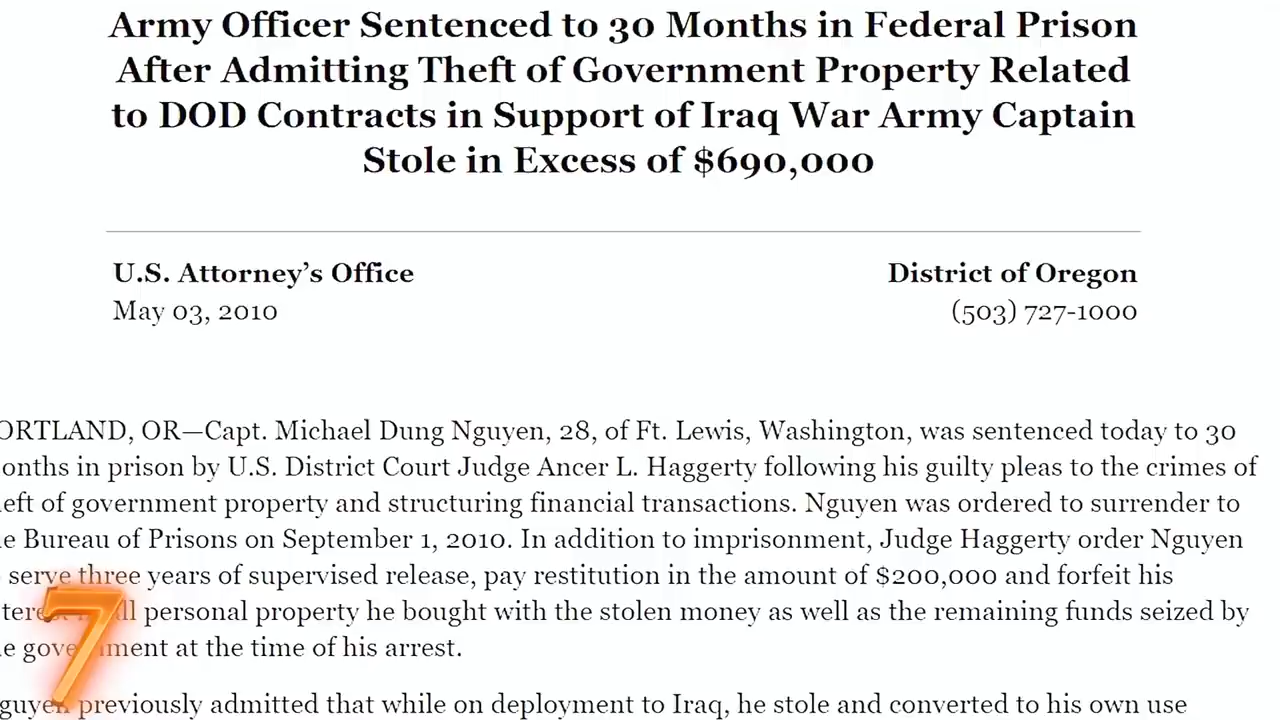 Army Officer Sentenced to 30 Months in Federal Prison
After Admitting Theft of Government Property Related
to DOD Contracts in Support of Iraq War Army Captain
Stole in Excess of $690,000
U.S. Attorney's Office
District of Oregon
May 03, 2010
(503) 727-1000
ORTLAND, OR—Capt. Michael Dung Nguyen, 28, of Ft. Lewis, Washington, was sentenced today to 30
onths in prison by U.S. District Court Judge Ancer L. Haggerty following his guilty pleas to the crimes of
eft of government property and structuring financial transactions. Nguyen was ordered to surrender to
e Bureau of Prisons on September 1, 2010. In addition to imprisonment, Judge Haggerty order Nguyen
serve three years of supervised release, pay restitution in the amount of $200,000 and forfeit his
personal property he bought with the stolen money as well as the remaining funds seized by
e government at the time of his arrest.
guyen previously admitted that while on deployment to Iraq, he stole and converted to his own use
7